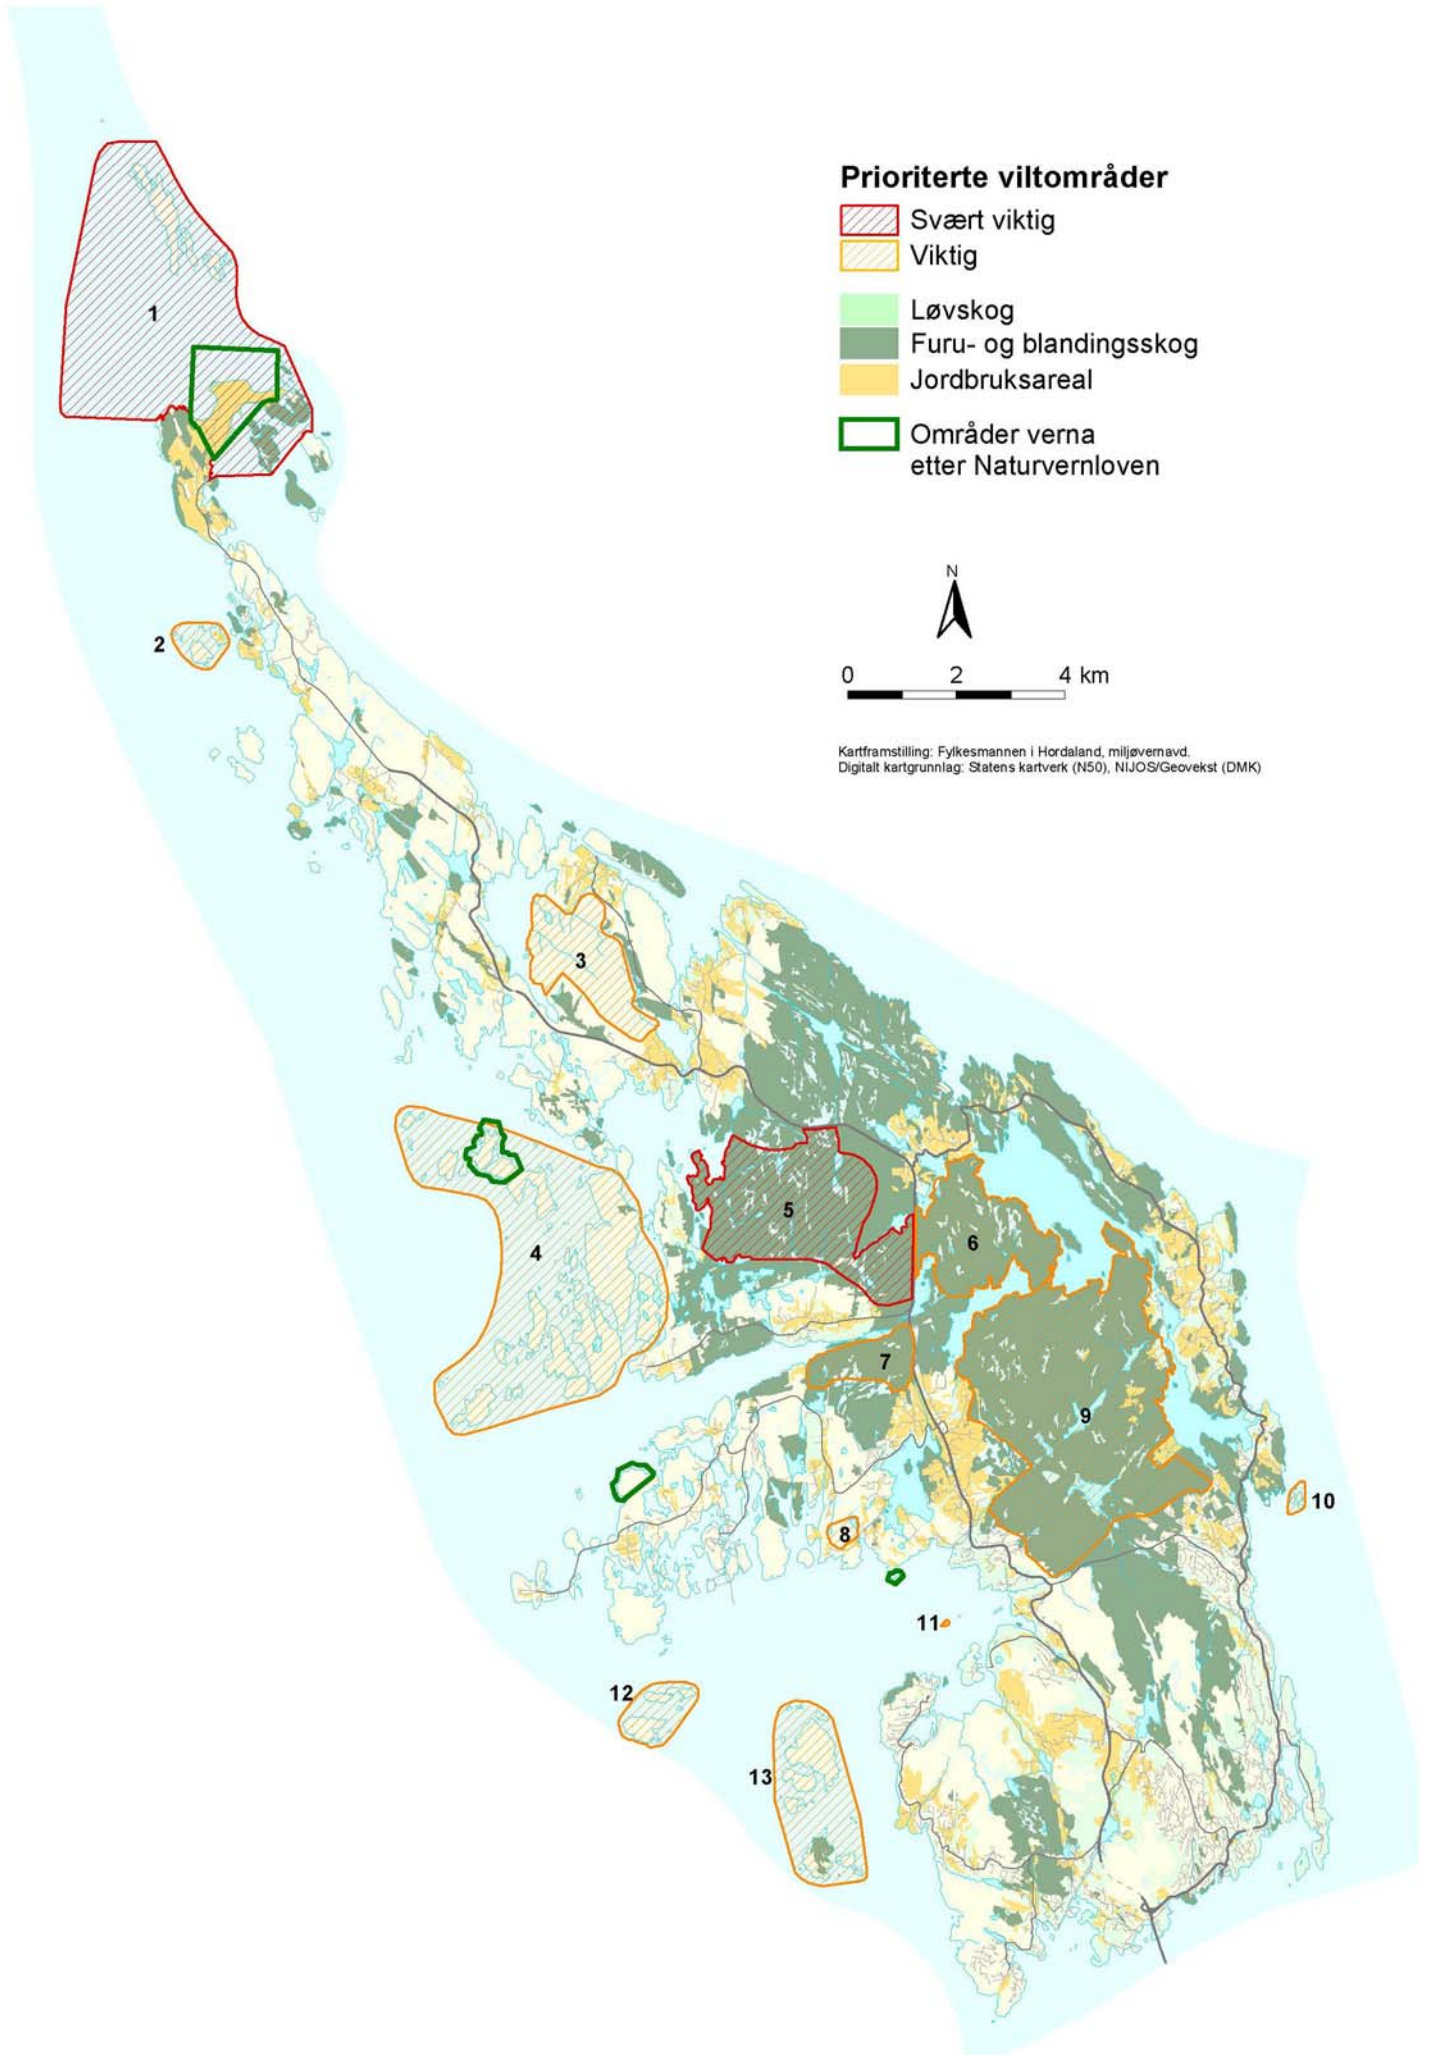 Prioriterte viltområder
Svært viktig
Viktig
Løvskog
Furu- og blandingsskog
Jordbruksareal
Områder verna
etter Naturvernloven
N
0 2 4 km
Kartframstilling: Fylkesmannen i Hordaland, miljøvernavd.
Digitalt kartgrunnlag: Statens kartverk (N50), NIJOS/Geovekst (DMK)
1
2
3
4
5
6
7
8
9
10
11
12
13